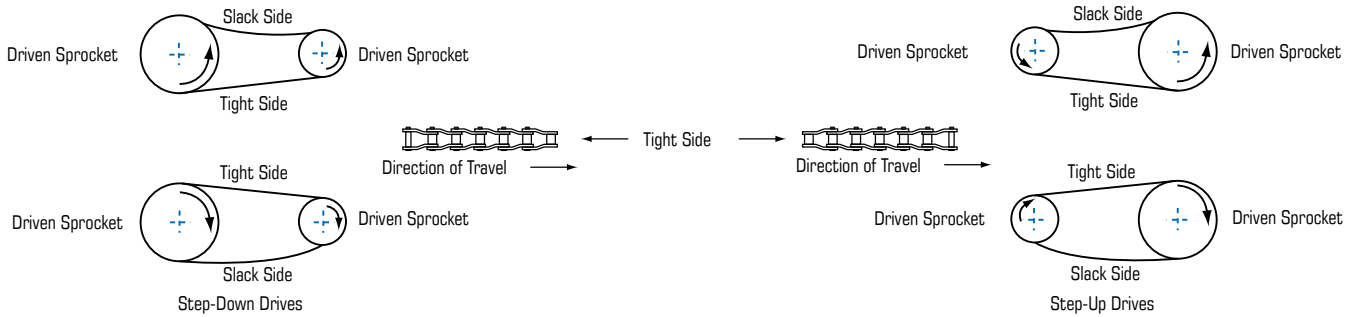 Slack Side
Driven Sprocket
Driven Sprocket
Tight Side
Tight Side
Driven Sprocket
Driven Sprocket
Slack Side
Step-Down Drives
Tight Side
Direction of Travel
Direction of Travel
Slack Side
Driven Sprocket
Driven Sprocket
Tight Side
Tight Side
Driven Sprocket
Driven Sprocket
Slack Side
Step-Up Drives